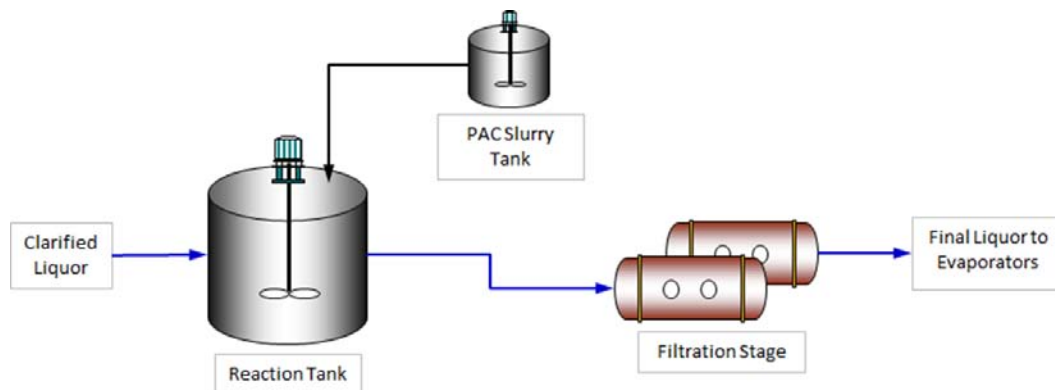 PAC Slurry
Tank
Clarified
Liquor
Final Liquor to
Evaporators
Reaction Tank
Filtration Stage